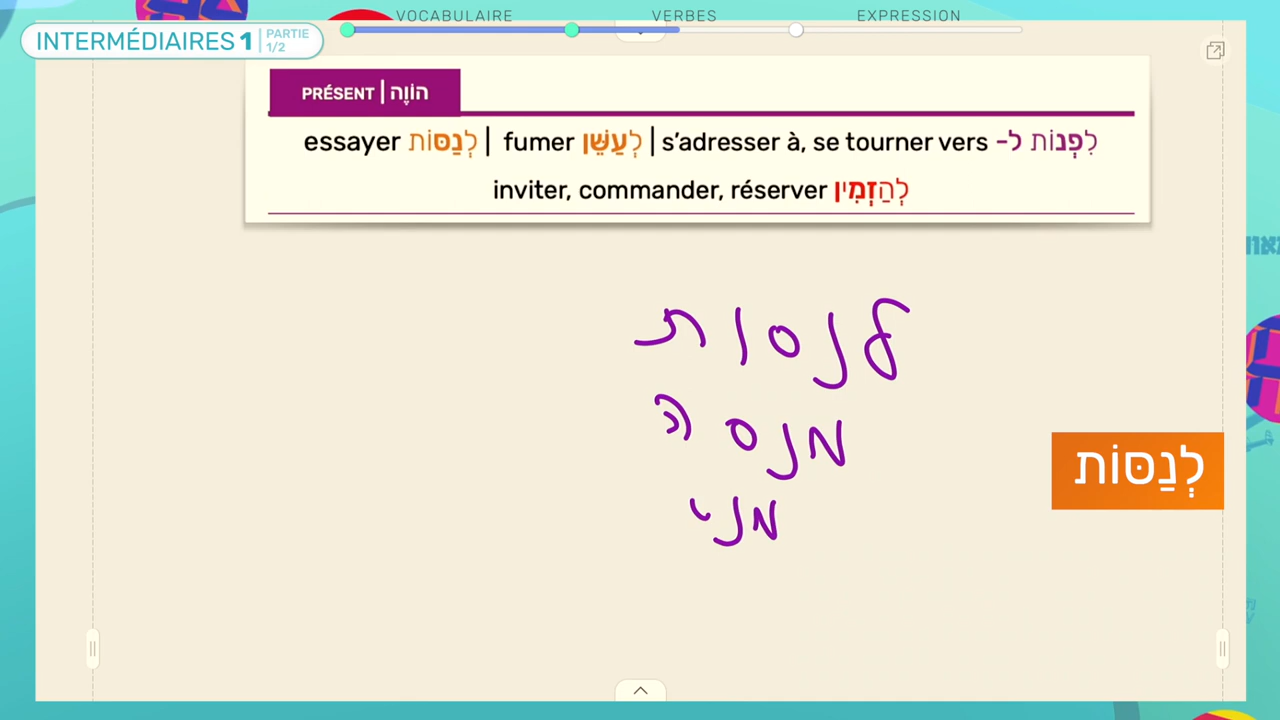 VOCABULAIRE VERBES EXPRESSION
INTERMÉDIAIRES 1 | PARTIE 1/2
PRÉSENT | הוֹוֶה
לִפְנוֹת ל- s'adresser à, se tourner vers | לְעַשֵּׁן fumer | לְנַסּוֹת essayer
לְהַזְמִין inviter, commander, réserver
לנסות
מנסה
מני
לְנַסּוֹת